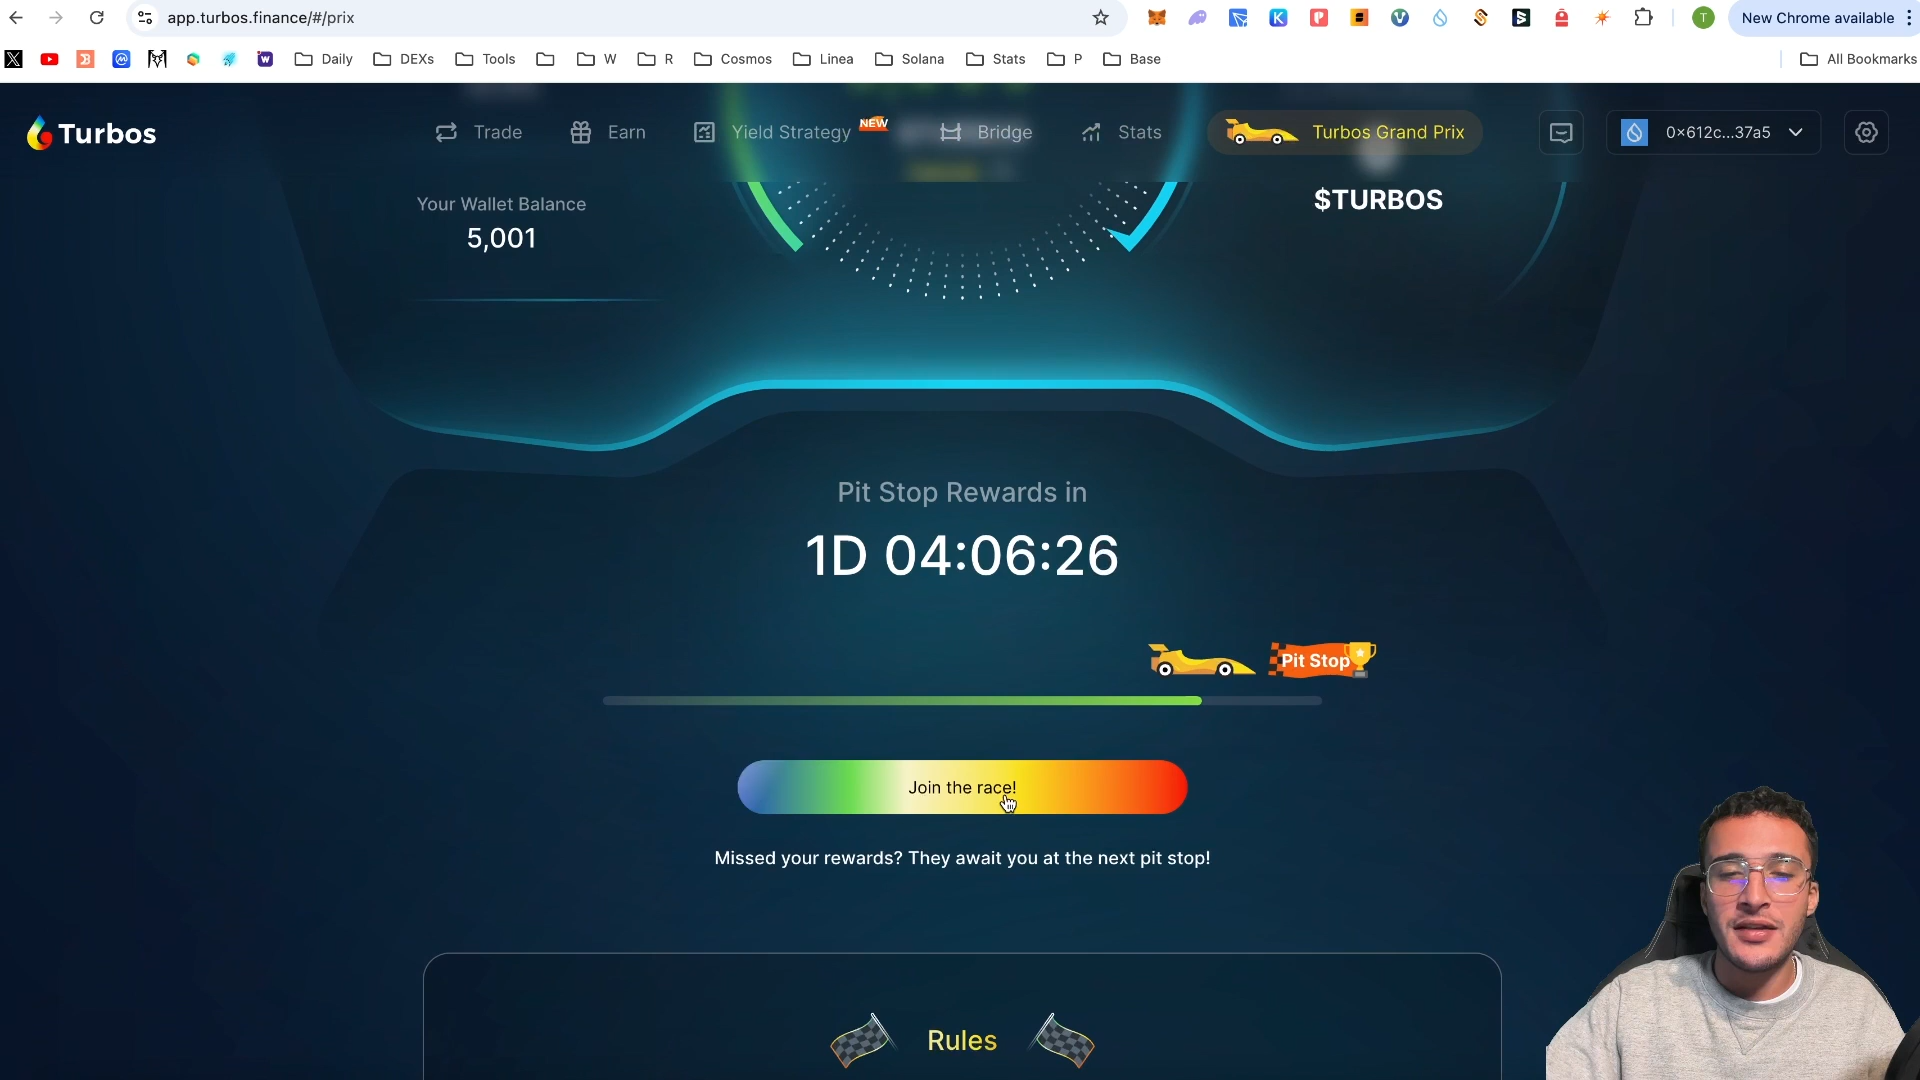 app.turbos.finance/#/prix
T
New Chrome available
Daily
DEXs
Tools
W
R
Cosmos
Linea
Solana
Stats
P
Base
All Bookmarks
Turbos
Trade
Earn
Yield Strategy
NEW
Bridge
Stats
Turbos Grand Prix
0×612c...37a5
Your Wallet Balance
5,001
$TURBOS
Pit Stop Rewards in
1D 04:06:26
Pit Stop
Join the race!
Missed your rewards? They await you at the next pit stop!
Rules